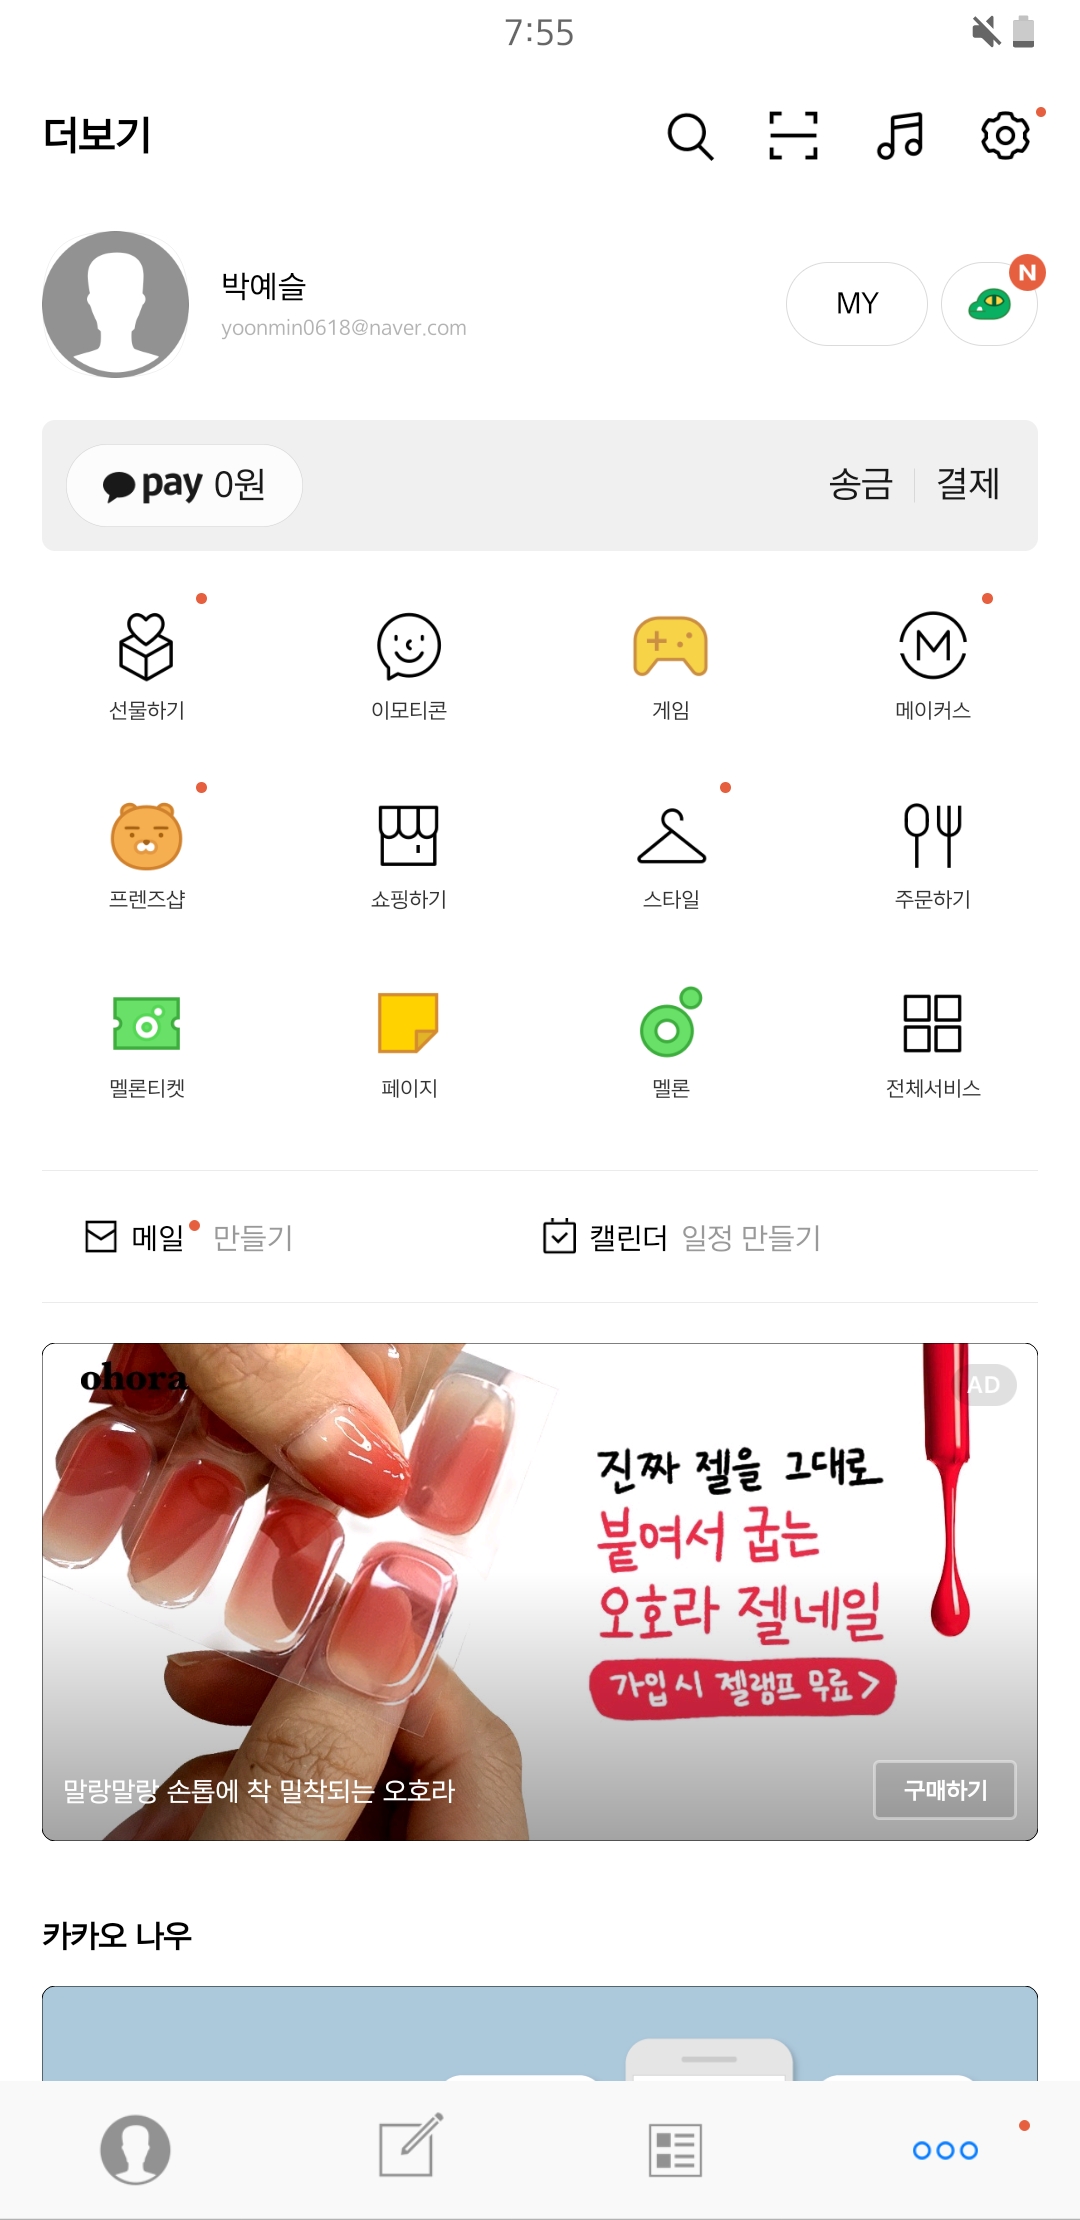 7:55
더보기
박예슬
yoonmin0618@naver.com
MY
N
pay 0원
송금
결제
선물하기
이모티콘
게임
메이커스
프렌즈샵
쇼핑하기
스타일
주문하기
멜론티켓
페이지
멜론
전체서비스
메일 만들기
캘린더 일정 만들기
ohora
AD
진짜 젤을 그대로
붙여서 굽는
오호라 젤네일
가입 시 젤램프 무료 >
말랑말랑 손톱에 착 밀착되는 오호라
구매하기
카카오 나우